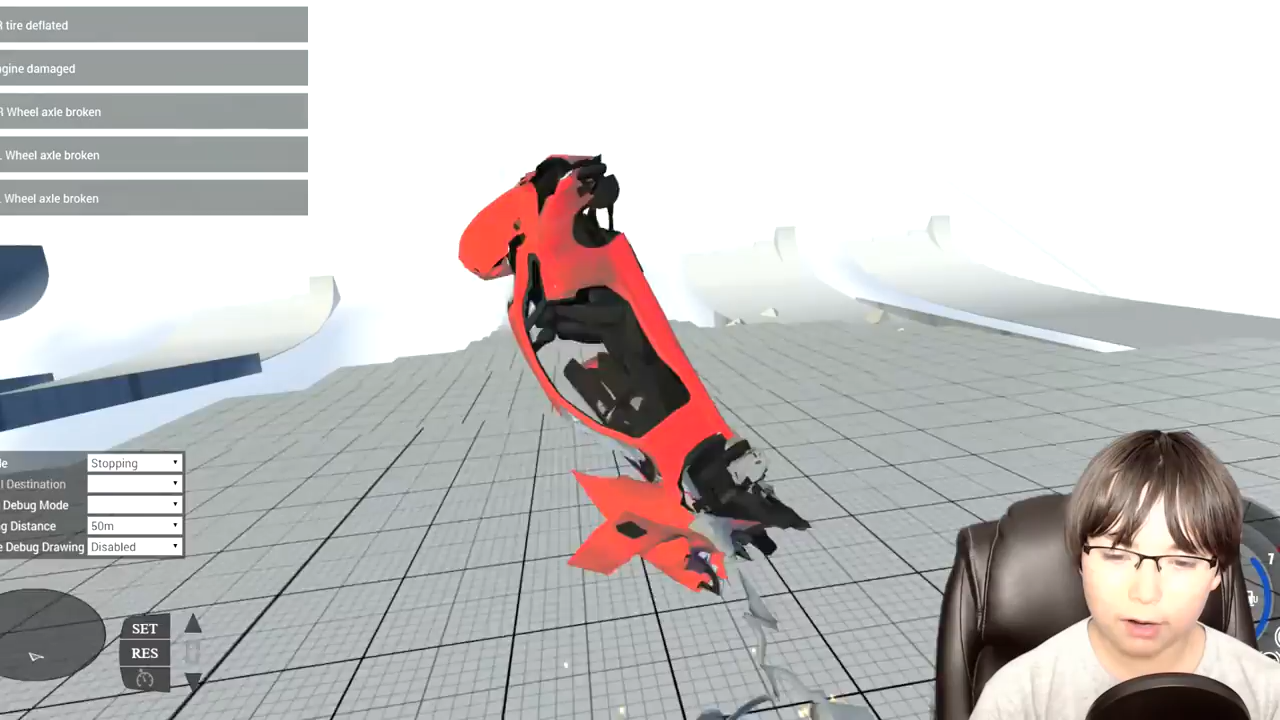 tire deflated
gine damaged
R Wheel axle broken
Wheel axle broken
Wheel axle broken
Stopping
Destination
Debug Mode
g Distance
50m
e Debug Drawing
Disabled
SET
RES